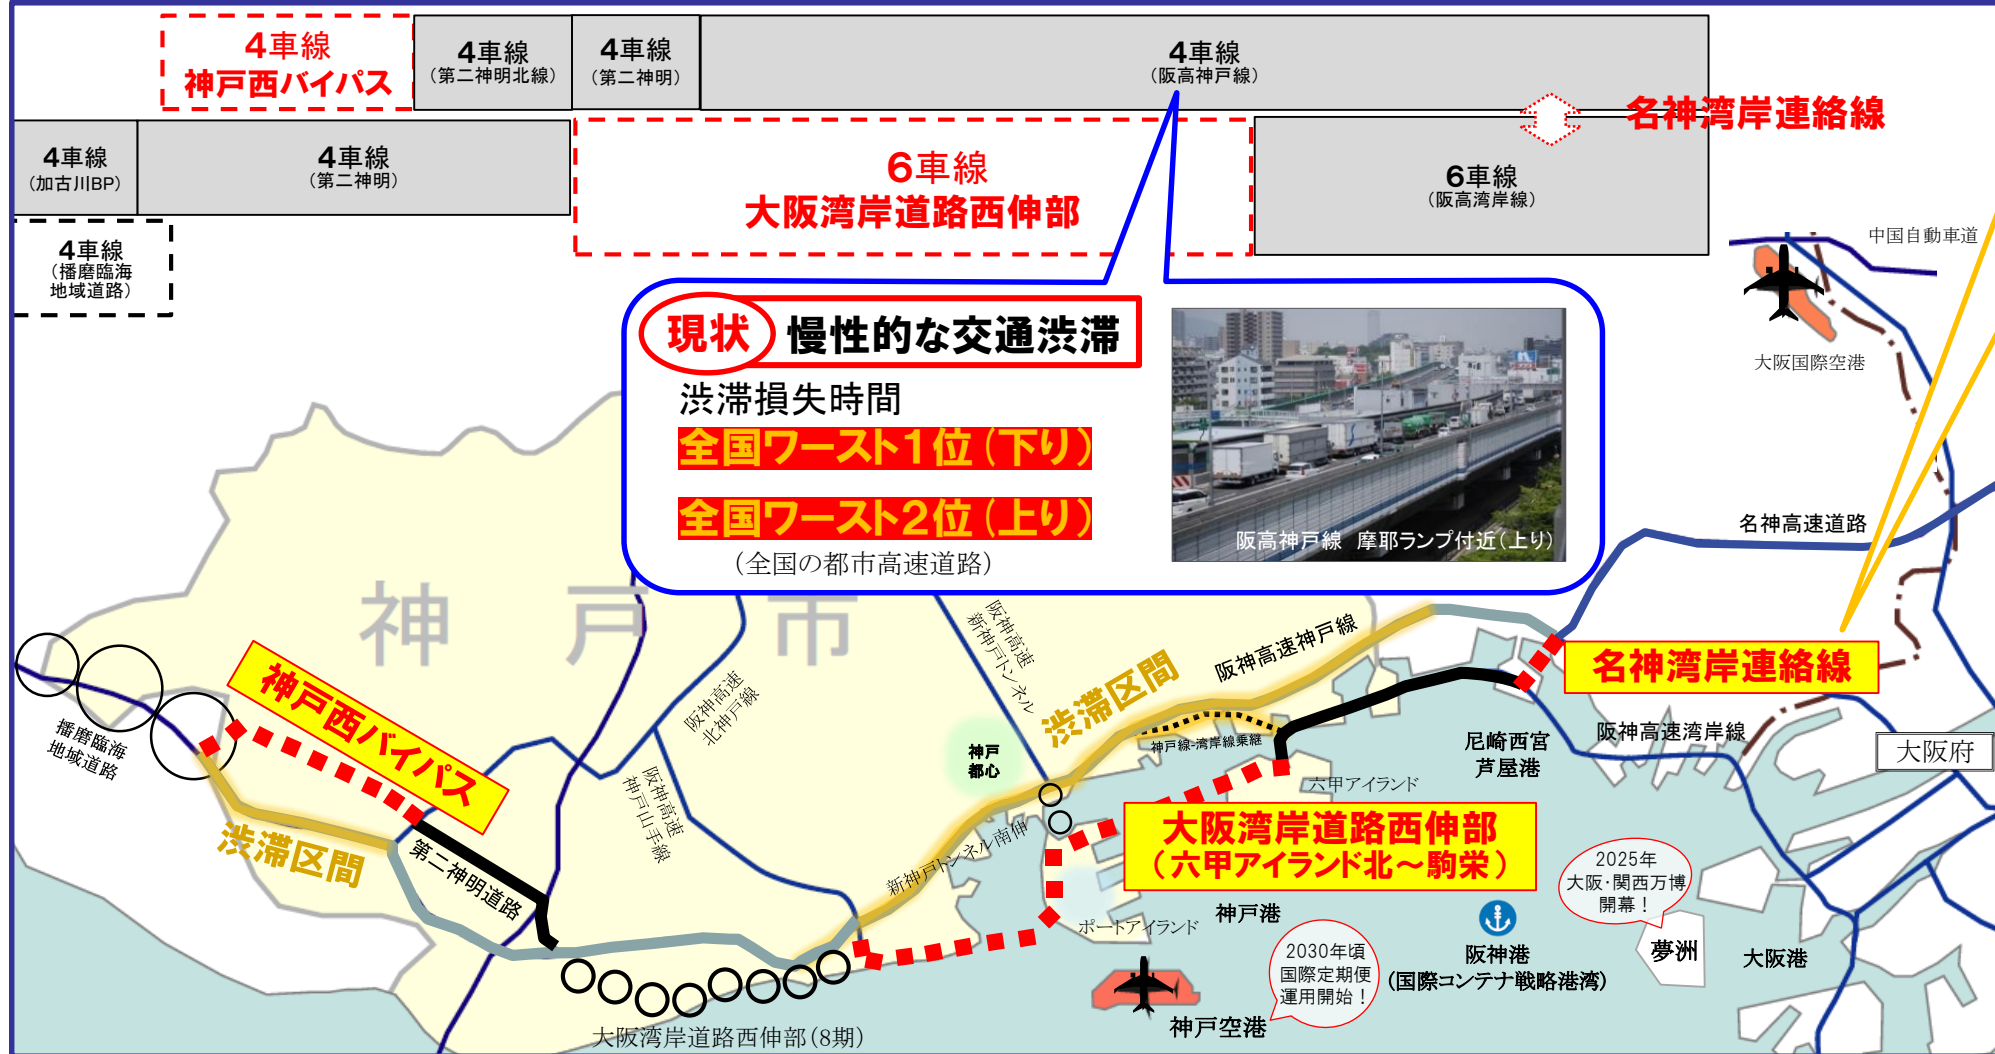 4車線
神戸西バイパス
4車線
(第二神明北線)
4車線
(第二神明)
4車線
(阪高神戸線)
名神湾岸連絡線
4車線
(加古川BP)
4車線
(第二神明)
6車線
大阪湾岸道路西伸部
6車線
(阪高湾岸線)
4車線
(播磨臨海
地域道路)
中国自動車道
大阪国際空港
現状
慢性的な交通渋滞
渋滞損失時間
全国ワースト1位(下り)
全国ワースト2位(上り)
(全国の都市高速道路)
阪高神戸線 摩耶ランプ付近(上り)
名神高速道路
神戸市
阪神高速
新神戸トンネル
阪神高速神戸線
渋滞区間
名神湾岸連絡線
神戸西バイパス
播磨臨海
地域道路
阪神高速
北神戸線
阪神高速
神戸山手線
神戸
都心
神戸線-湾岸線乗継
尼崎西宮
芦屋港
阪神高速湾岸線
大阪府
六甲アイランド
渋滞区間
第二神明道路
新神戸トンネル南伸
大阪湾岸道路西伸部
(六甲アイランド北~駒栄)
2025年
大阪・関西万博
開幕!
ポートアイランド
神戸港
2030年頃
国際定期便
運用開始!
阪神港
(国際コンテナ戦略港湾)
夢洲
大阪港
神戸空港
大阪湾岸道路西伸部(8期)